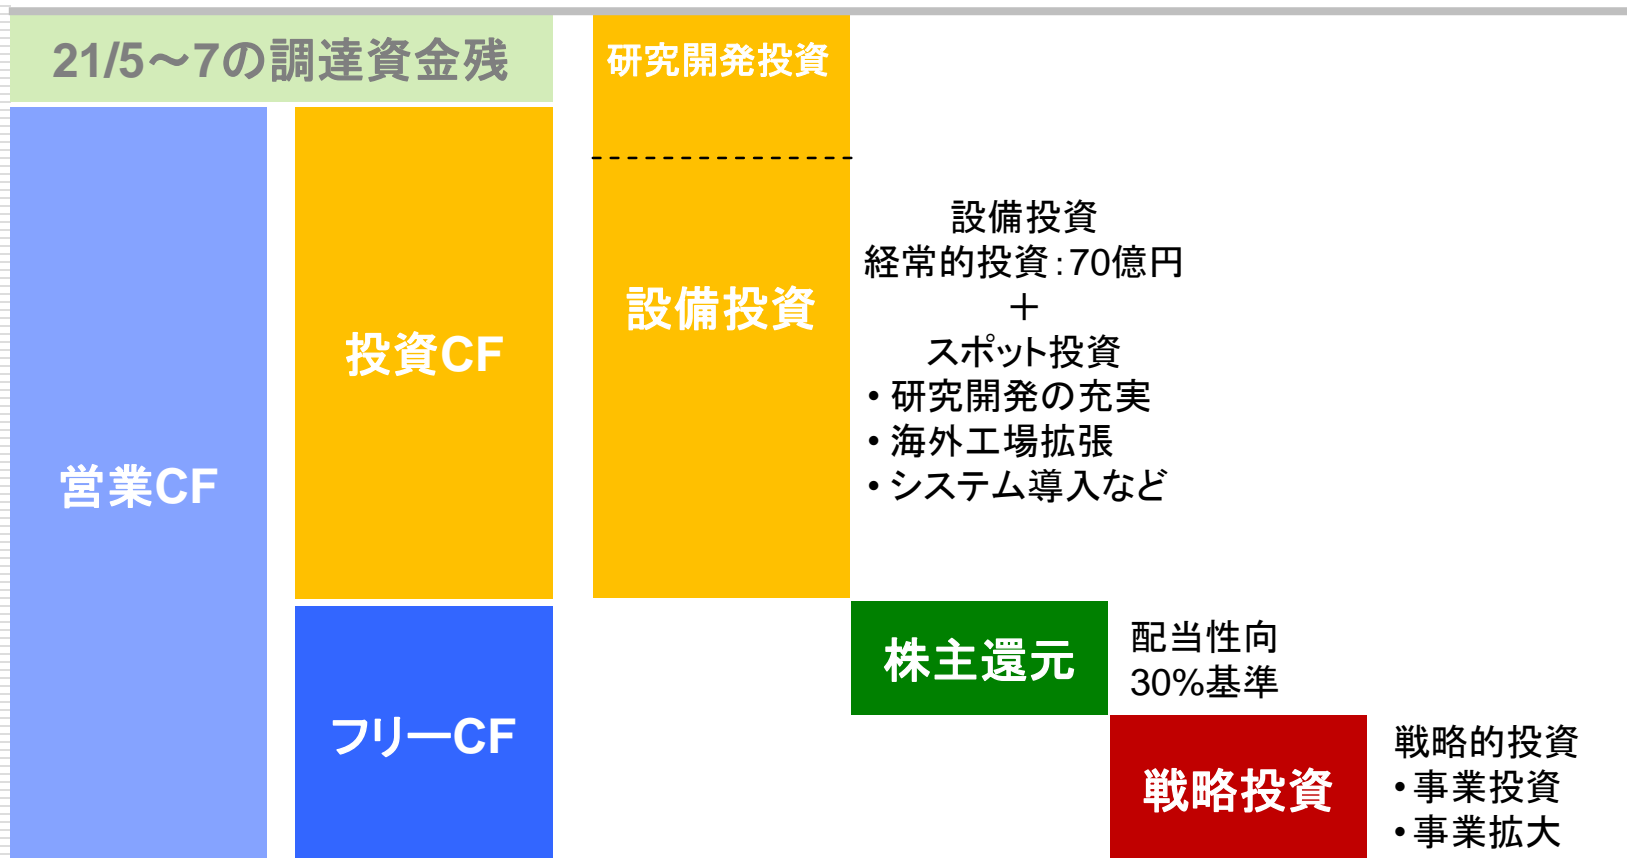 21/5～7の調達資金残
営業CF
投資CF
フリーCF
研究開発投資
設備投資
設備投資
経常的投資：70億円
＋
スポット投資
・研究開発の充実
・海外工場拡張
・システム導入など
株主還元
配当性向
30%基準
戦略投資
戦略的投資
・事業投資
・事業拡大